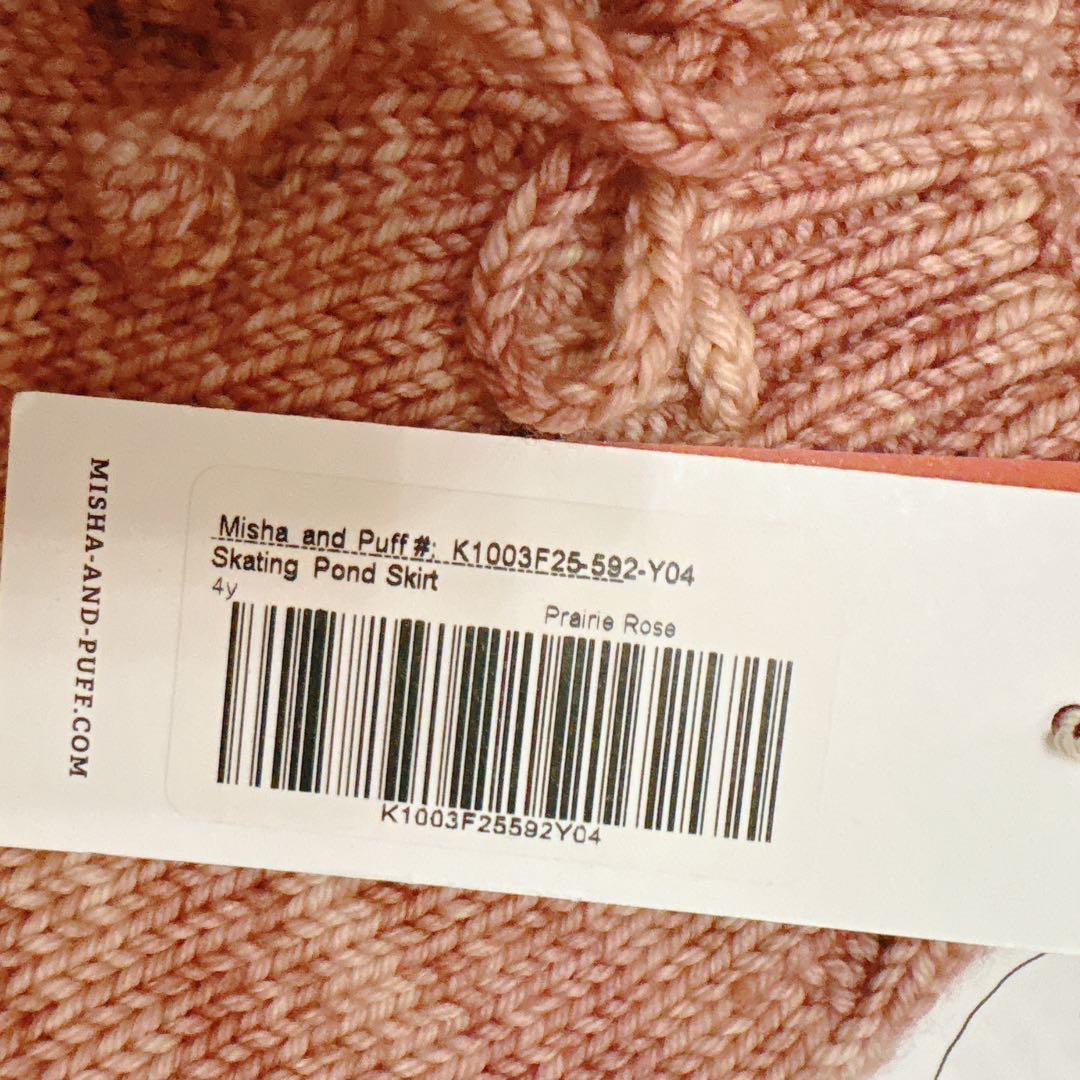 MISHA-AND-PUFF.COM
Misha and Puff #: K1003F25-592-Y04
Skating Pond Skirt
4y
Prairie Rose
K1003F25592Y04